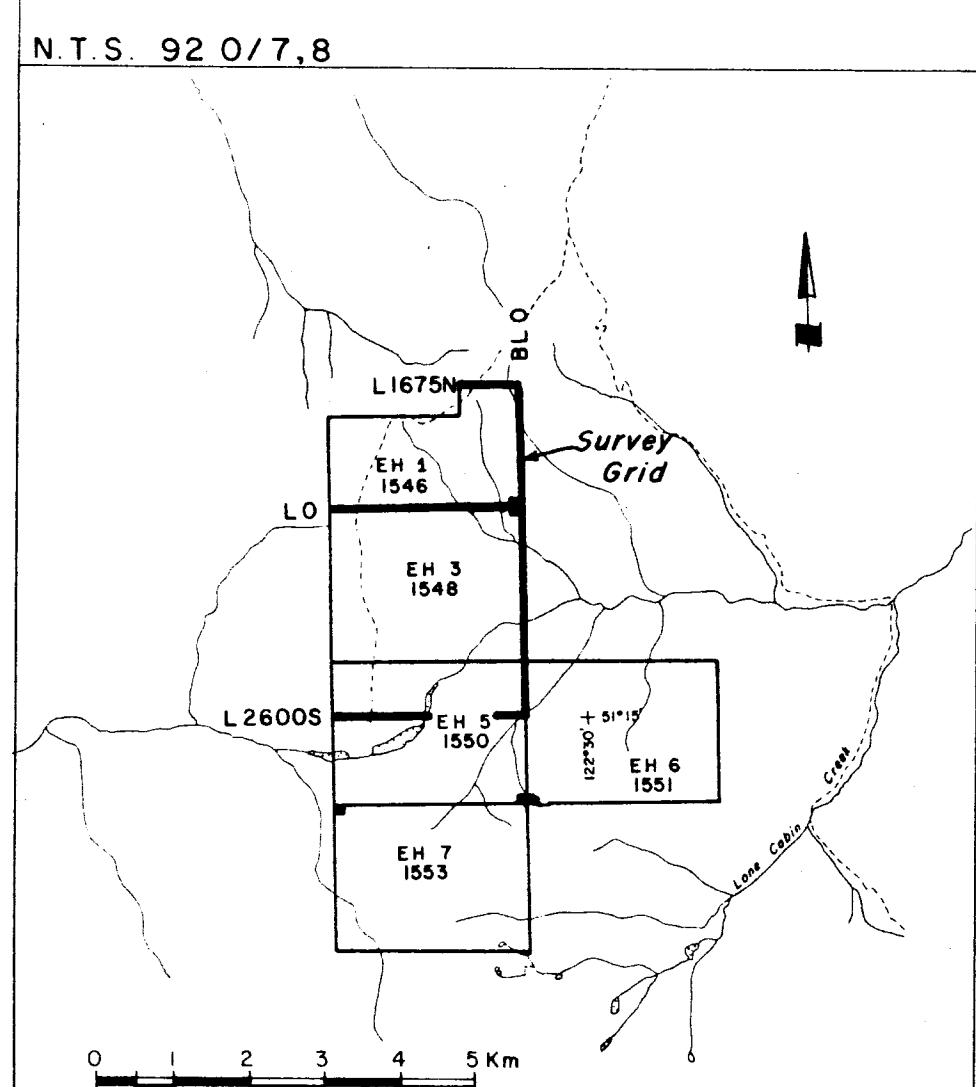 N.T.S. 92 O/7,8
BL O
L1675N
Survey
Grid
EH 1
1546
LO
EH 3
1548
L2600S
EH 5
1550
51°15'
122°30'
EH 6
1551
EH 7
1553
Lone Cabin Creek
0 1 2 3 4 5 Km